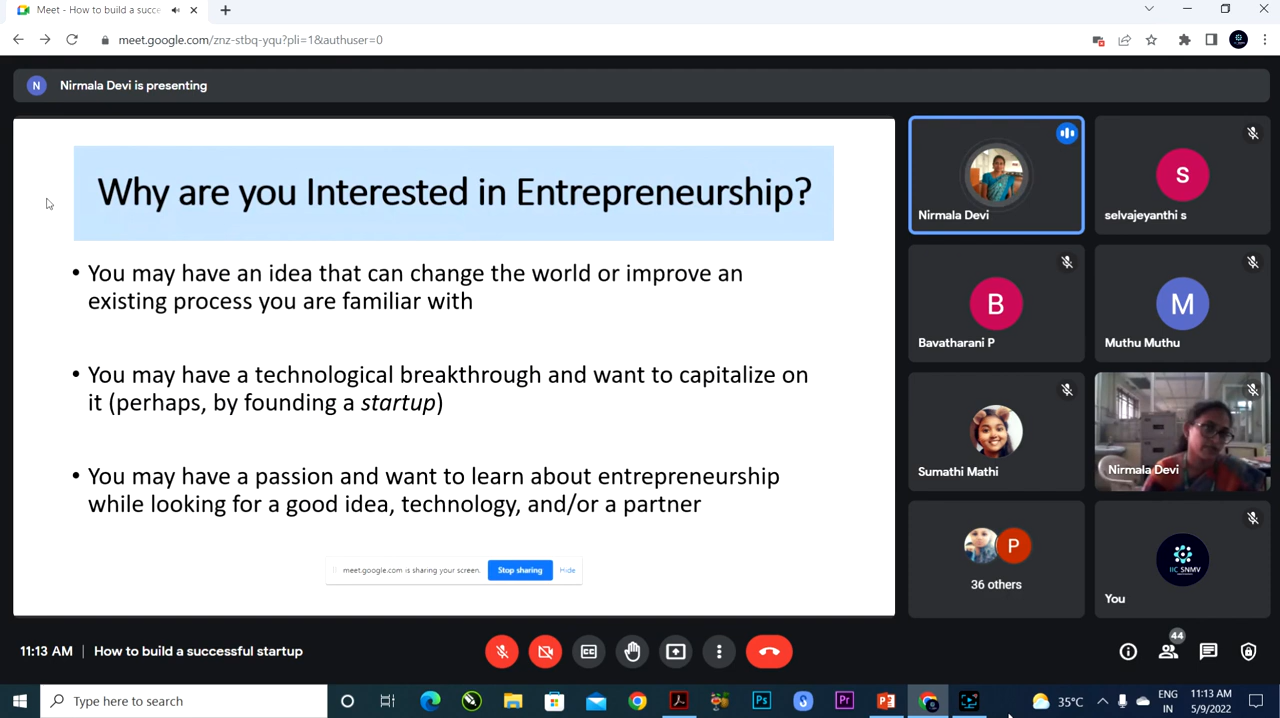 Meet - How to build a succe
meet.google.com/znz-stbq-yqu?pli=1&authuser=0
N
Nirmala Devi is presenting
Why are you Interested in Entrepreneurship?
• You may have an idea that can change the world or improve an
existing process you are familiar with
• You may have a technological breakthrough and want to capitalize on
it (perhaps, by founding a startup)
• You may have a passion and want to learn about entrepreneurship
while looking for a good idea, technology, and/or a partner
meet.google.com is sharing your screen.
Stop sharing
Hide
Nirmala Devi
S
selvajeyanthi s
B
Bavatharani P
M
Muthu Muthu
Sumathi Mathi
Nirmala Devi
P
36 others
IIC_SNMV
You
11:13 AM
How to build a successful startup
44
Type here to search
Ps
Pr
35°C
ENG
IN
11:13 AM
5/9/2022